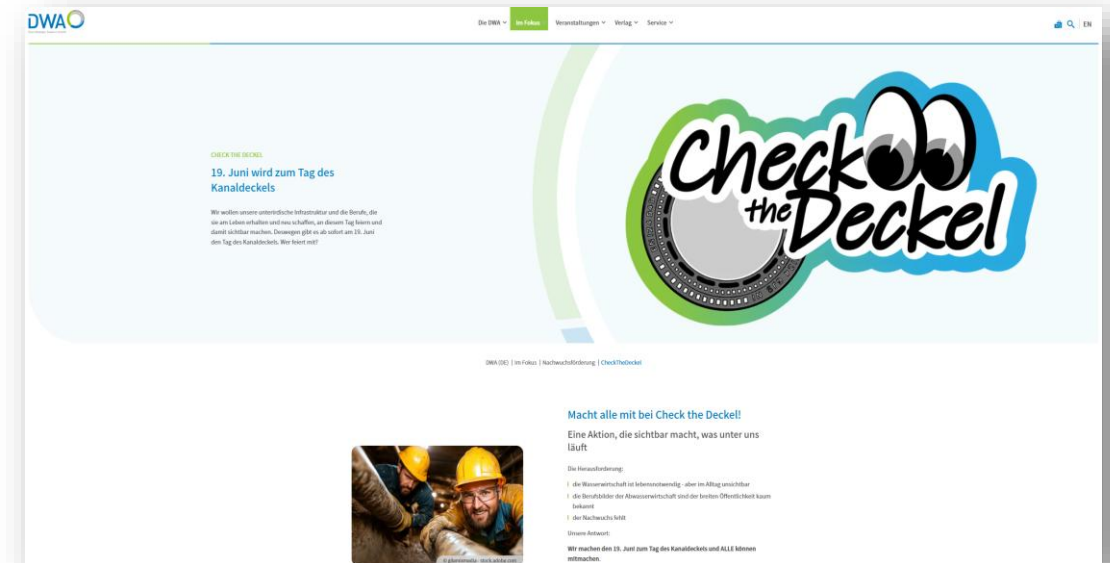 DWA
Die DWA Im Fokus Veranstaltungen Verlag Service EN
CHECK THE DECKEL
19. Juni wird zum Tag des
Kanaldeckels
Wir wollen unsere unterirdische Infrastruktur und die Berufe, die
sie am Leben erhalten und neu schaffen, an diesem Tag feiern und
damit sichtbar machen. Deswegen gibt es ab sofort am 19. Juni
den Tag des Kanaldeckels. Wer feiert mit?
Check
the Deckel
DWA (DE) | Im Fokus | Nachwuchsförderung | CheckTheDeckel
Macht alle mit bei Check the Deckel!
Eine Aktion, die sichtbar macht, was unter uns
läuft
Die Herausforderung:
die Wasserwirtschaft ist lebensnotwendig - aber im Alltag unsichtbar
die Berufsbilder der Abwasserwirtschaft sind der breiten Öffentlichkeit kaum
bekannt
der Nachwuchs fehlt
Unsere Antwort:
Wir machen den 19. Juni zum Tag des Kanaldeckels und ALLE können
mitmachen.
stock.adobe.com